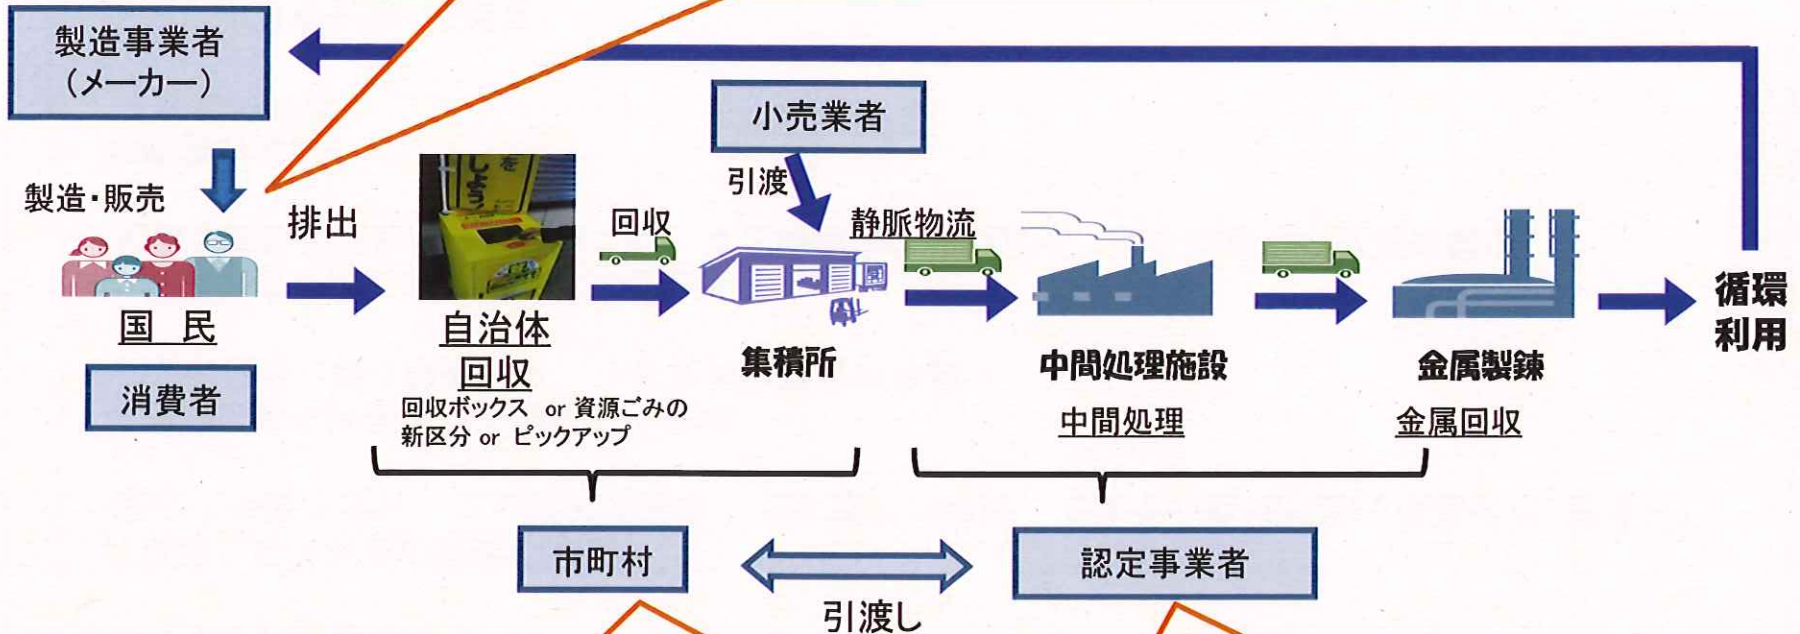 製造事業者
（メーカー）
小売業者
製造・販売
排出
回収
引渡
静脈物流
を
しょう
国 民
消費者
自治体
回収
回収ボックス or 資源ごみの
新区分 or ピックアップ
集積所
中間処理施設
中間処理
金属製錬
金属回収
循環
利用
市町村
引渡し
認定事業者